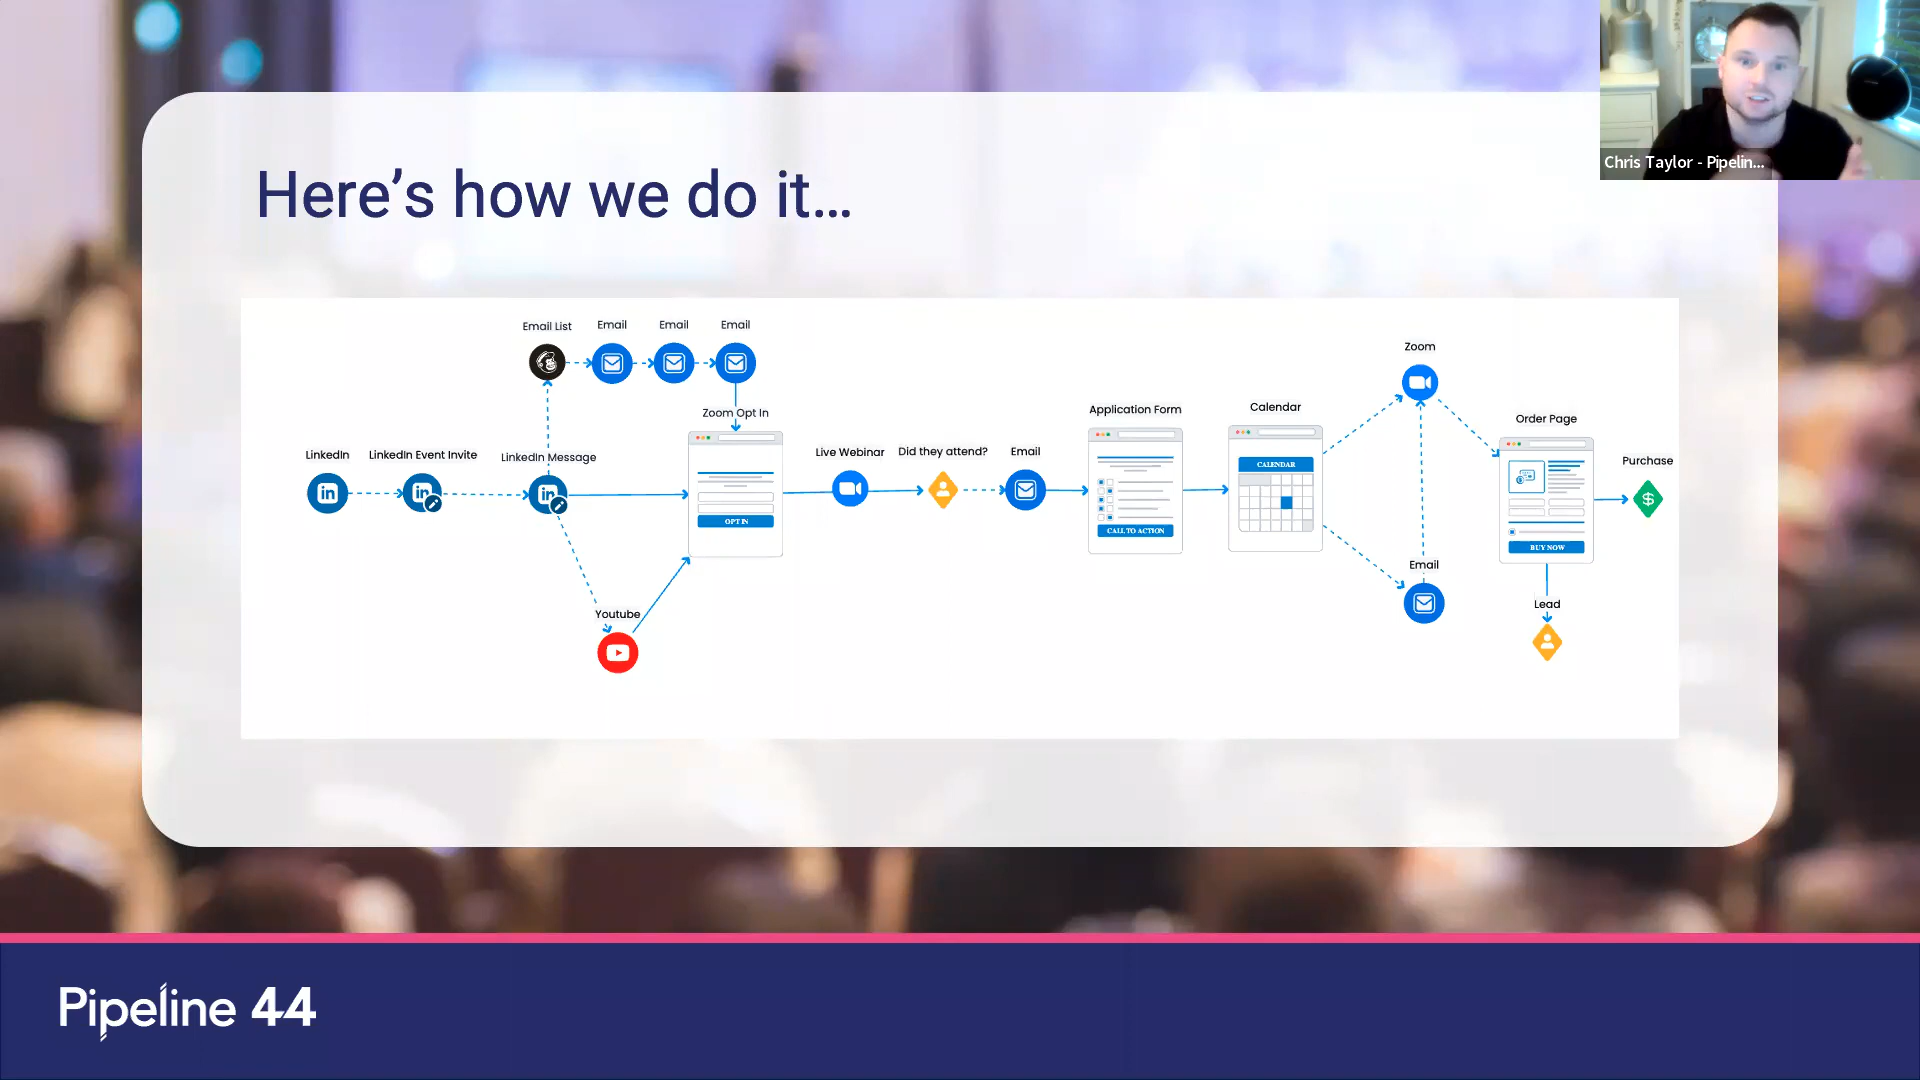 Chris Taylor - Pipelin...
Here's how we do it...
Email List
Email
Email
Email
Zoom Opt In
LinkedIn
LinkedIn Event Invite
LinkedIn Message
OPT IN
Youtube
Live Webinar
Did they attend?
Email
Application Form
CALL TO ACTION
Calendar
CALENDAR
Zoom
Email
Order Page
BUY NOW
Purchase
Lead
Pipeline 44